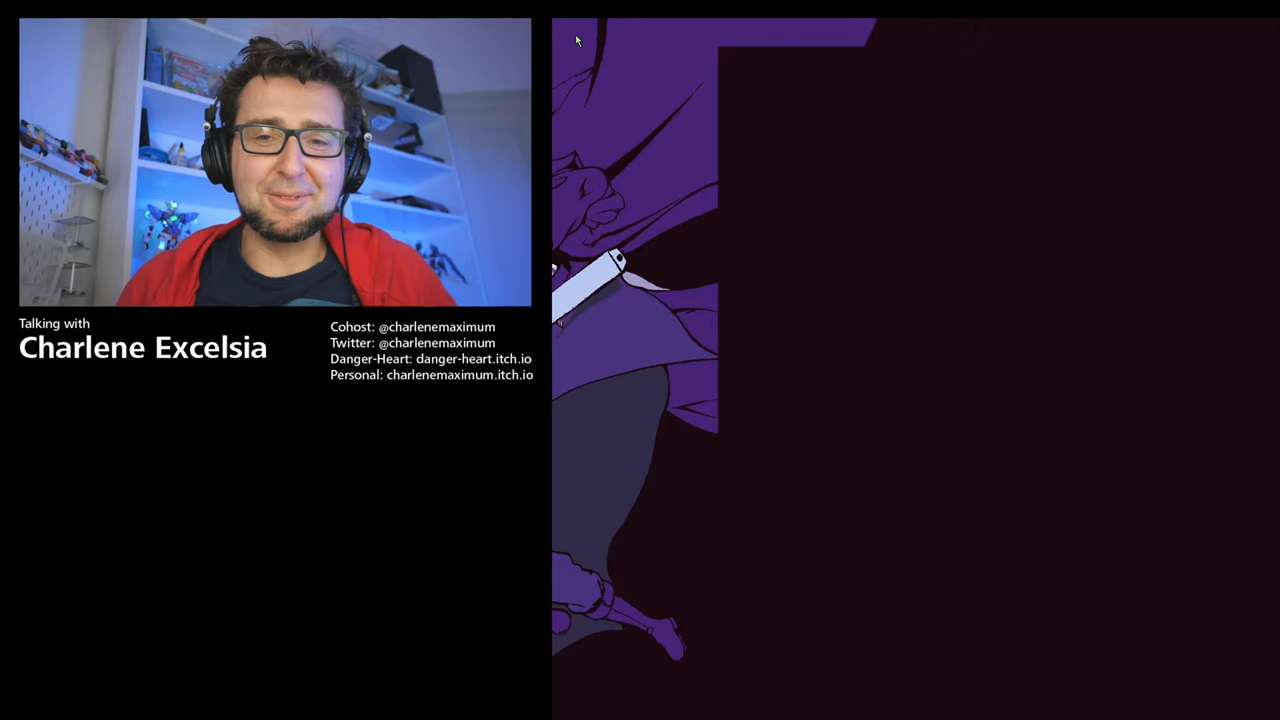 Talking with
Charlene Excelsia
Cohost: @charlenemaximum
Twitter: @charlenemaximum
Danger-Heart: danger-heart.itch.io
Personal: charlenemaximum.itch.io